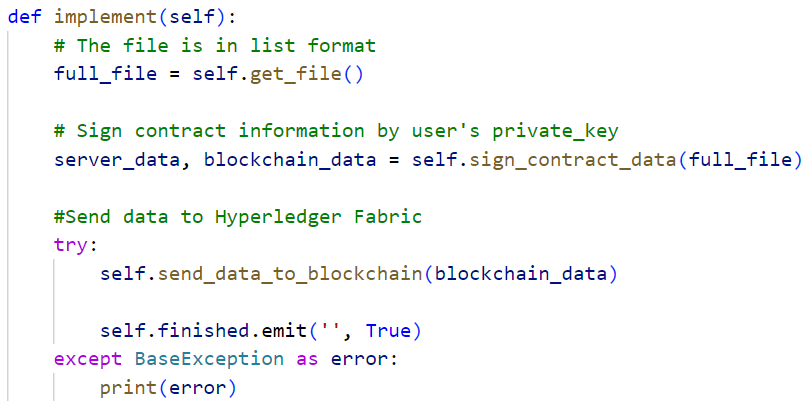 def implement(self):
    # The file is in list format
    full_file = self.get_file()

    # Sign contract information by user's private_key
    server_data, blockchain_data = self.sign_contract_data(full_file)

    #Send data to Hyperledger Fabric
    try:
        self.send_data_to_blockchain(blockchain_data)

        self.finished.emit('', True)
    except BaseException as error:
        print(error)